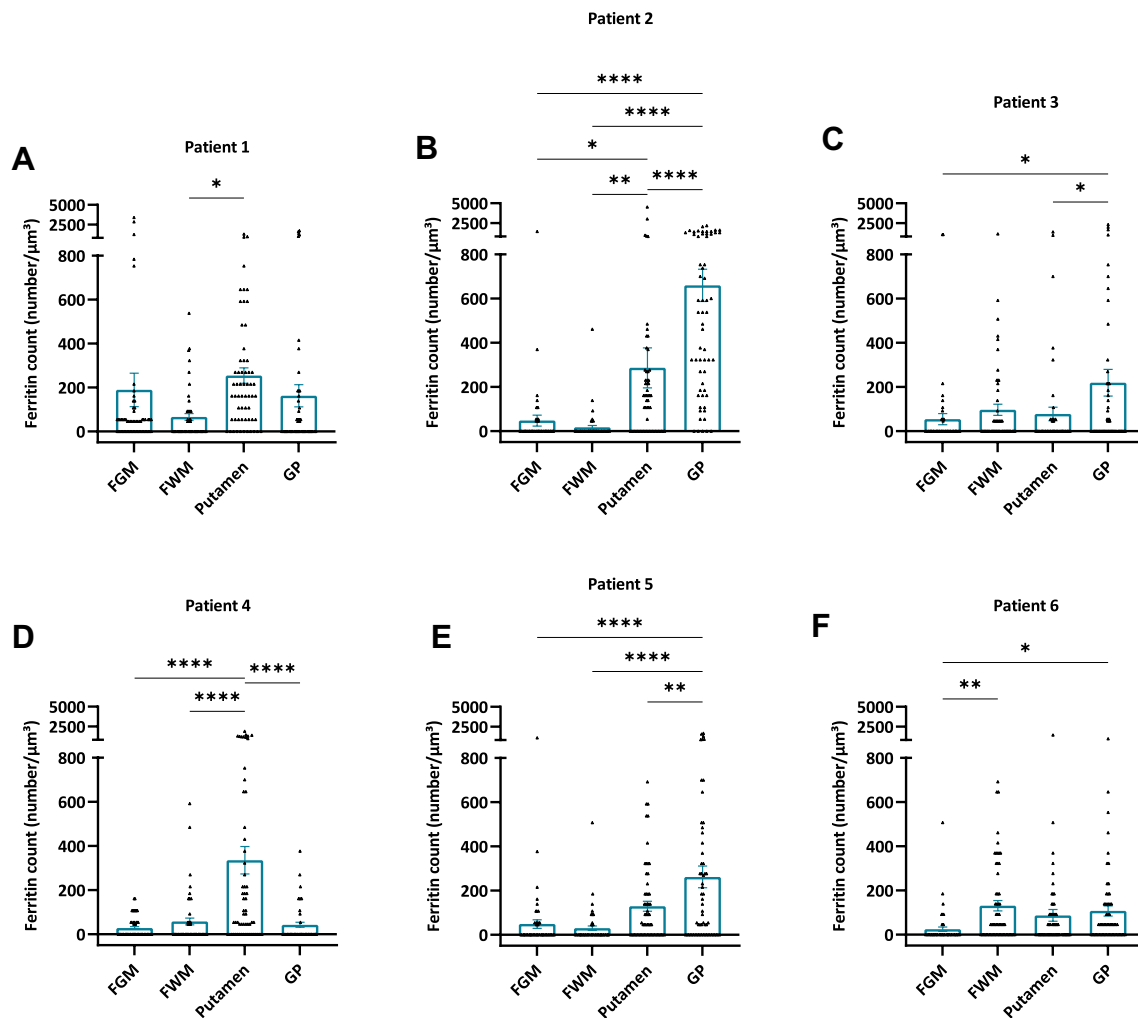 Patient 1
A
*
Ferritin count (number/µm³)
5000
2500
800
600
400
200
0
FGM
FWM
Putamen
GP
Patient 2
B
****
****
*
**
****
Ferritin count (number/µm³)
5000
2500
800
600
400
200
0
FGM
FWM
Putamen
GP
Patient 3
C
*
*
Ferritin count (number/µm³)
5000
2500
800
600
400
200
0
FGM
FWM
Putamen
GP
Patient 4
D
****
****
****
Ferritin count (number/µm³)
5000
2500
800
600
400
200
0
FGM
FWM
Putamen
GP
Patient 5
E
****
****
**
Ferritin count (number/µm³)
5000
2500
800
600
400
200
0
FGM
FWM
Putamen
GP
Patient 6
F
*
**
Ferritin count (number/µm³)
5000
2500
800
600
400
200
0
FGM
FWM
Putamen
GP